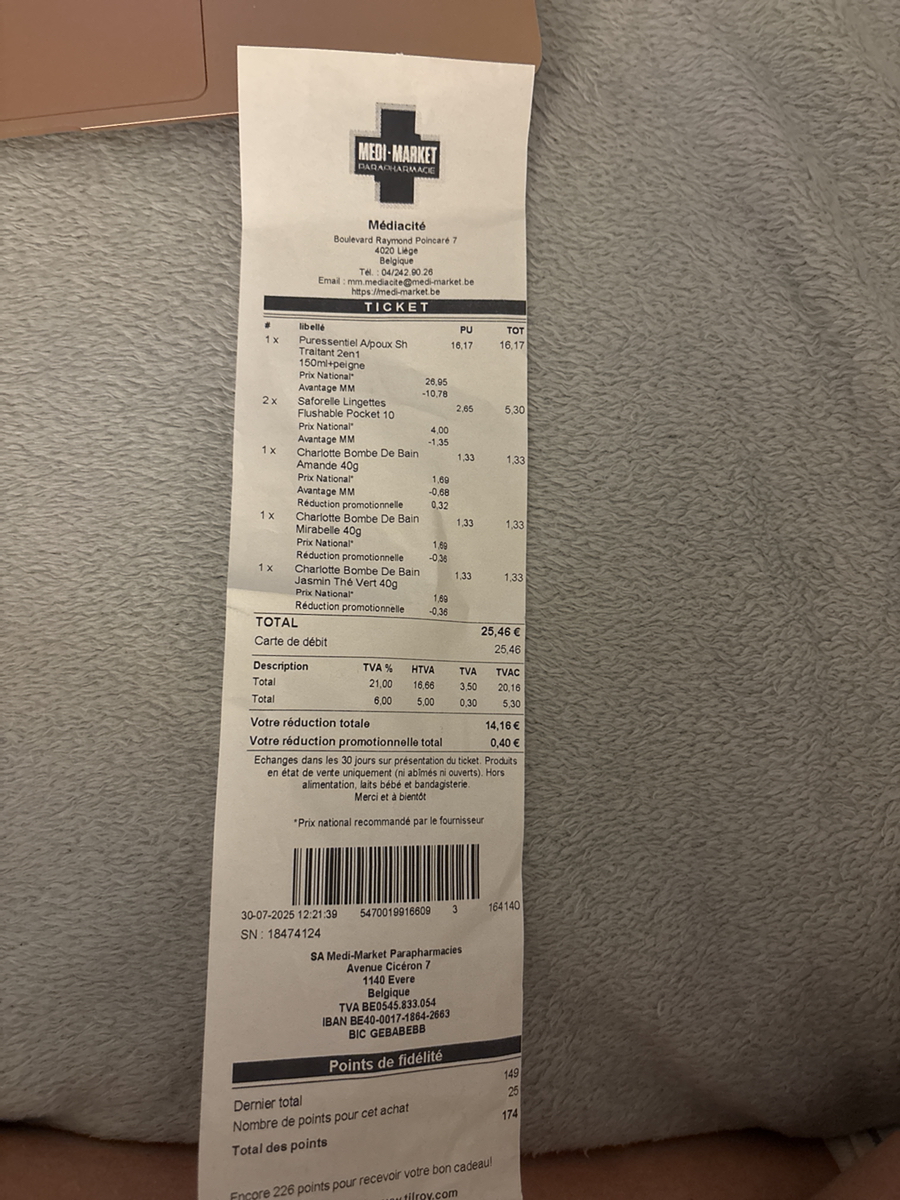 MEDI-MARKET
PARAPHARMACIE
Médiacité
Boulevard Raymond Poincaré 7
4020 Liège
Belgique
Tél. : 04/242.90.26
Email : mm.mediacite@medi-market.be
https://medi-market.be
TICKET
# libellé PU TOT
1 x Puressentiel A/poux Sh 16,17 16,17
Traitant 2en1
150ml+peigne
Prix National* 26,95
Avantage MM -10,78
2 x Saforelle Lingettes 2,65 5,30
Flushable Pocket 10
Prix National* 4,00
Avantage MM -1,35
1 x Charlotte Bombe De Bain 1,33 1,33
Amande 40g
Prix National* 1,69
Avantage MM -0,68
Réduction promotionnelle 0,32
1 x Charlotte Bombe De Bain 1,33 1,33
Mirabelle 40g
Prix National* 1,69
Réduction promotionnelle -0,36
1 x Charlotte Bombe De Bain 1,33 1,33
Jasmin Thé Vert 40g
Prix National* 1,69
Réduction promotionnelle -0,36
TOTAL 25,46 €
Carte de débit 25,46
Description TVA % HTVA TVA TVAC
Total 21,00 16,66 3,50 20,16
Total 6,00 5,00 0,30 5,30
Votre réduction totale 14,16 €
Votre réduction promotionnelle total 0,40 €
Echanges dans les 30 jours sur présentation du ticket. Produits
en état de vente uniquement (ni abîmés ni ouverts). Hors
alimentation, laits bébé et bandagisterie.
Merci et à bientôt
*Prix national recommandé par le fournisseur
30-07-2025 12:21:39 5470019916609 3 164140
SN : 18474124
SA Medi-Market Parapharmacies
Avenue Cicéron 7
1140 Evere
Belgique
TVA BE0545.833.054
IBAN BE40-0017-1864-2663
BIC GEBABEBB
Points de fidélité
Dernier total 149
Nombre de points pour cet achat 25
Total des points 174
Encore 226 points pour recevoir votre bon cadeau!
tilroy.com